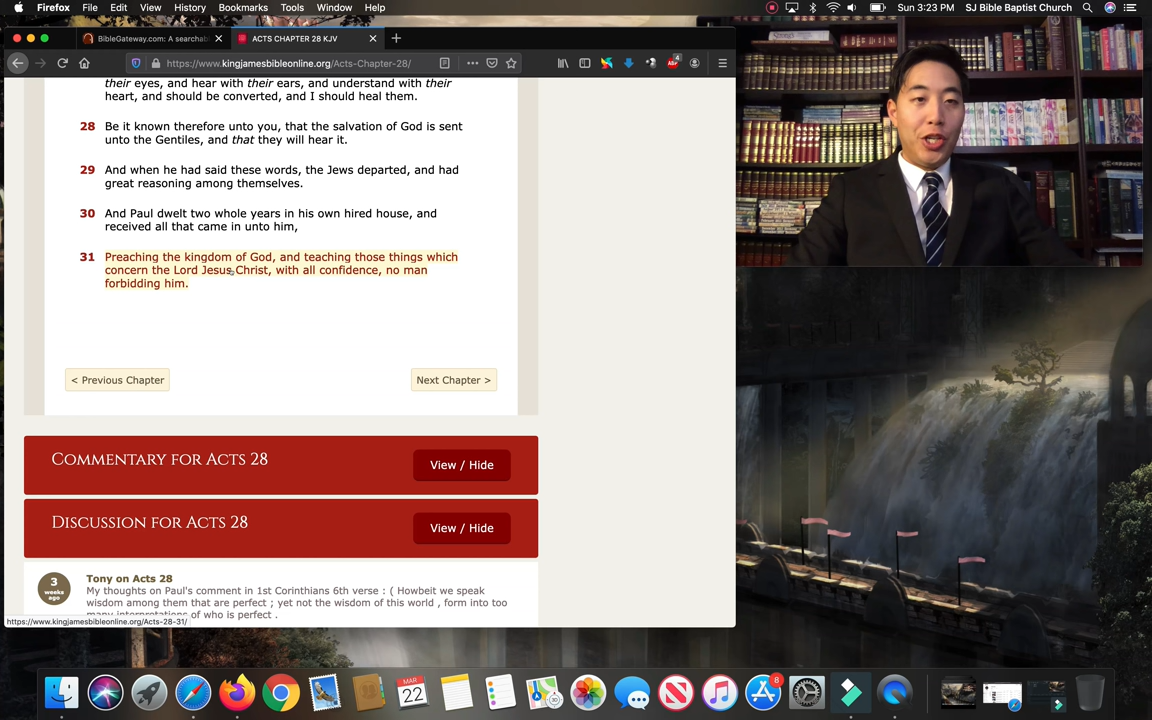 Firefox File Edit View History Bookmarks Tools Window Help
Sun 3:23 PM SJ Bible Baptist Church
BibleGateway.com: A searchab
ACTS CHAPTER 28 KJV
https://www.kingjamesbibleonline.org/Acts-Chapter-28/
their eyes, and hear with their ears, and understand with their
heart, and should be converted, and I should heal them.
28 Be it known therefore unto you, that the salvation of God is sent
unto the Gentiles, and that they will hear it.
29 And when he had said these words, the Jews departed, and had
great reasoning among themselves.
30 And Paul dwelt two whole years in his own hired house, and
received all that came in unto him,
31 Preaching the kingdom of God, and teaching those things which
concern the Lord Jesus Christ, with all confidence, no man
forbidding him.
< Previous Chapter
Next Chapter >
Commentary for Acts 28
View / Hide
Discussion for Acts 28
View / Hide
3
weeks
ago
Tony on Acts 28
My thoughts on Paul's comment in 1st Corinthians 6th verse : ( Howbeit we speak
wisdom among them that are perfect ; yet not the wisdom of this world , form into too
many interpretations of who is perfect .
https://www.kingjamesbibleonline.org/Acts-28-31/
MAR
22
8